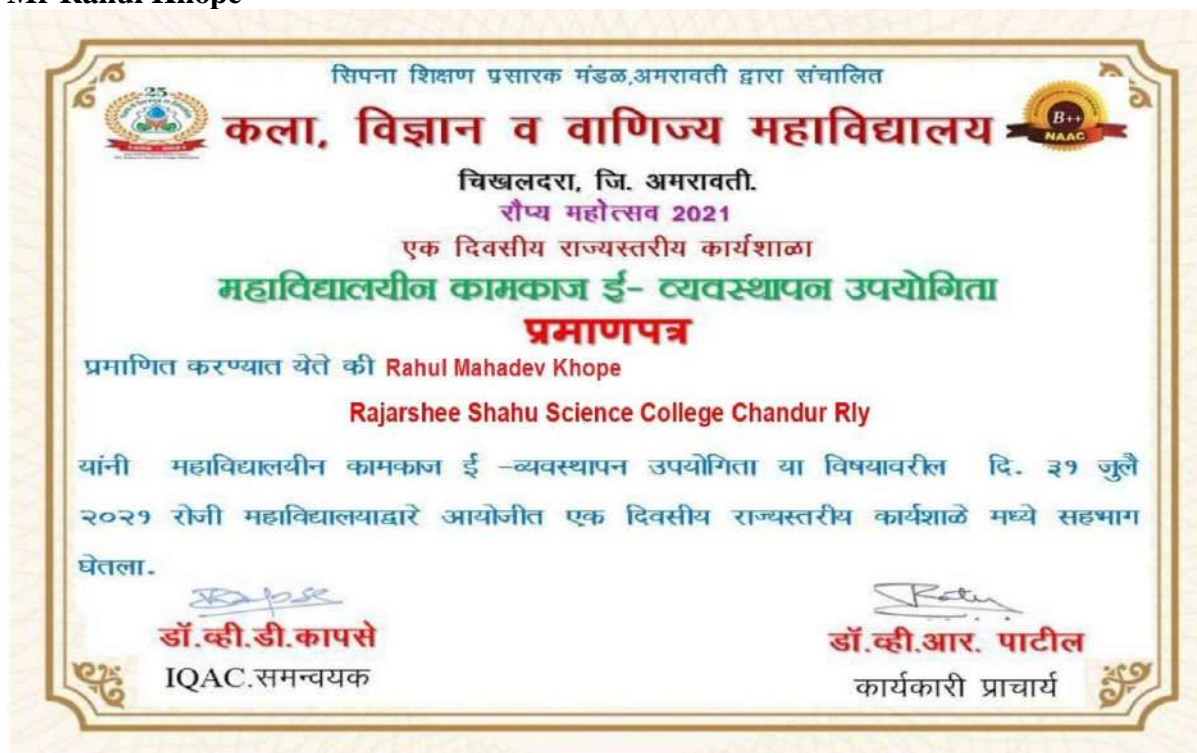 Mr Rahul Khope
सिपना शिक्षण प्रसारक मंडळ,अमरावती द्वारा संचालित
25
कला, विज्ञान व वाणिज्य महाविद्यालय
B++
NAAC
चिखलदरा, जि. अमरावती.
रौप्य महोत्सव 2021
एक दिवसीय राज्यस्तरीय कार्यशाळा
महाविद्यालयीन कामकाज ई- व्यवस्थापन उपयोगिता
प्रमाणपत्र
प्रमाणित करण्यात येते की Rahul Mahadev Khope
Rajarshee Shahu Science College Chandur Rly
यांनी महाविद्यालयीन कामकाज ई -व्यवस्थापन उपयोगिता या विषयावरील दि. ३१ जुलै
२०२१ रोजी महाविद्यालयाद्वारे आयोजीत एक दिवसीय राज्यस्तरीय कार्यशाळे मध्ये सहभाग
घेतला.
डॉ.व्ही.डी.कापसे
IQAC.समन्वयक
डॉ.व्ही.आर. पाटील
कार्यकारी प्राचार्य